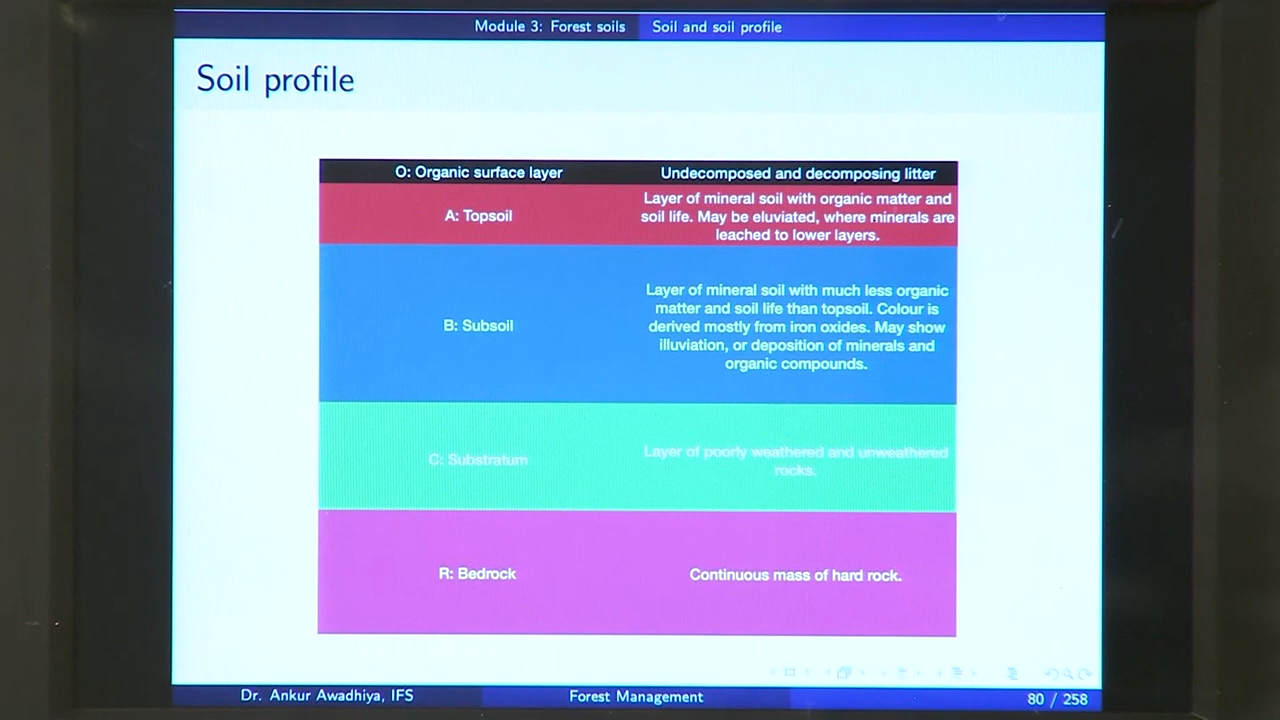 Module 3: Forest soils Soil and soil profile
Soil profile
O: Organic surface layer
Undecomposed and decomposing litter
A: Topsoil
Layer of mineral soil with organic matter and
soil life. May be eluviated, where minerals are
leached to lower layers.
B: Subsoil
Layer of mineral soil with much less organic
matter and soil life than topsoil. Colour is
derived mostly from iron oxides. May show
illuviation, or deposition of minerals and
organic compounds.
C: Substratum
Layer of poorly weathered and unweathered
rocks.
R: Bedrock
Continuous mass of hard rock.
Dr. Ankur Awadhiya, IFS Forest Management 80 / 258